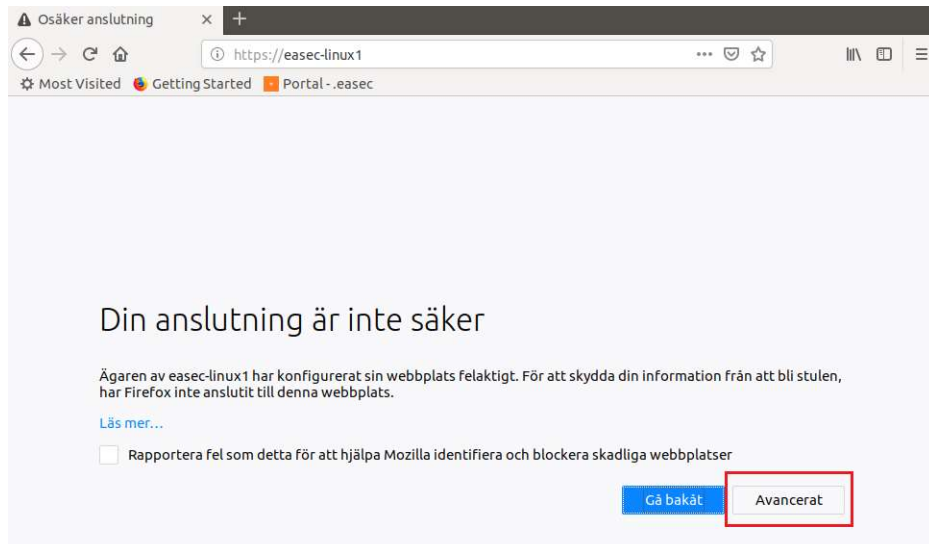 Osäker anslutning
https://easec-linux1
Most Visited Getting Started Portal - .easec
Din anslutning är inte säker
Ägaren av easec-linux1 har konfigurerat sin webbplats felaktigt. För att skydda din information från att bli stulen,
har Firefox inte anslutit till denna webbplats.
Läs mer...
Rapportera fel som detta för att hjälpa Mozilla identifiera och blockera skadliga webbplatser
Gå bakåt Avancerat